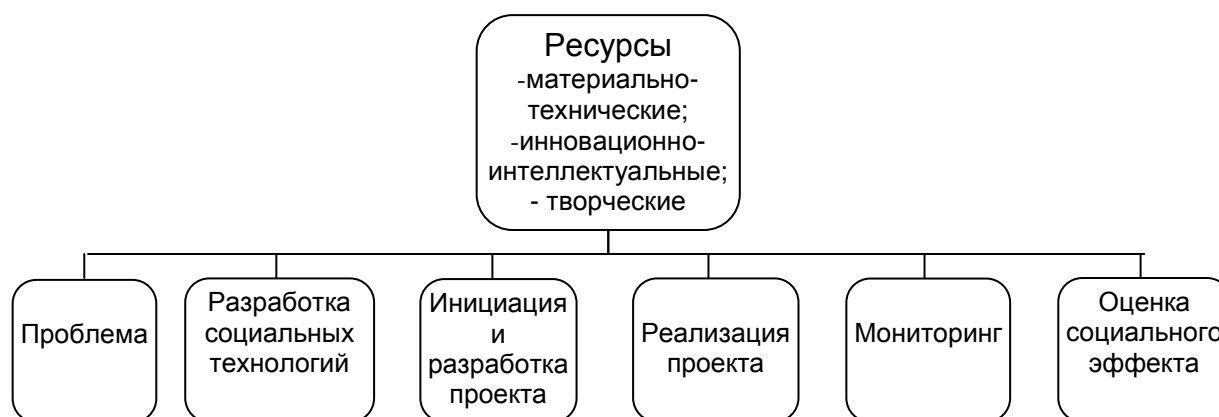 Ресурсы
-материально-
технические;
-инновационно-
интеллектуальные;
- творческие
Проблема
Разработка
социальных
технологий
Инициация
и
разработка
проекта
Реализация
проекта
Мониторинг
Оценка
социального
эффекта